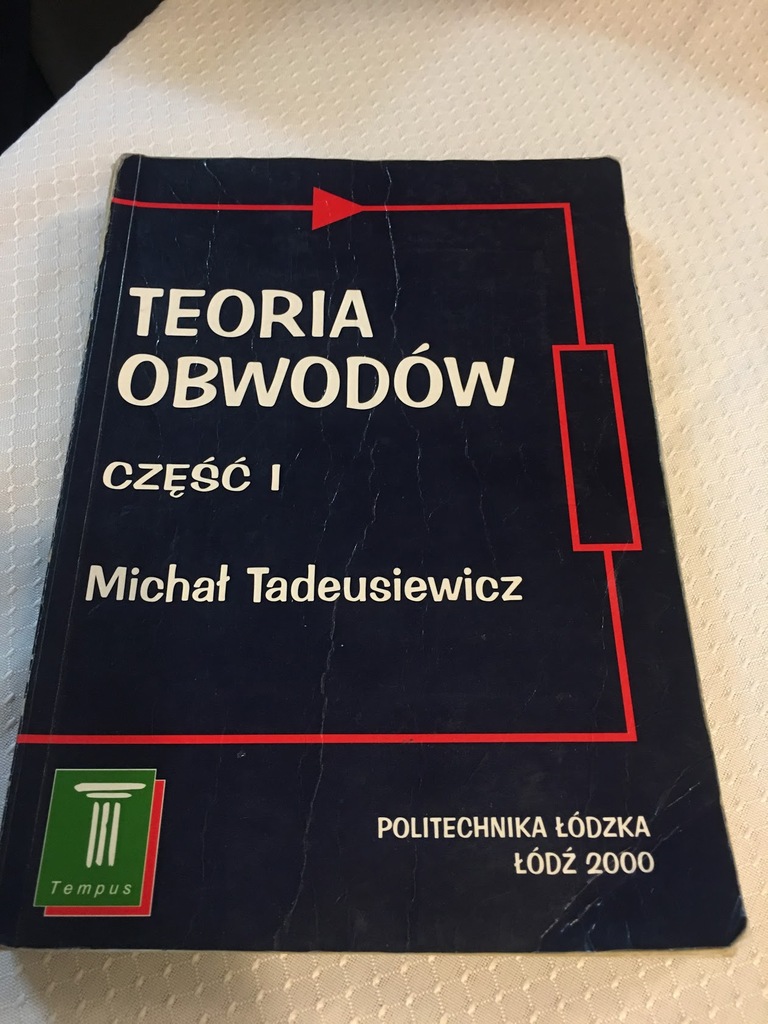 TEORIA
OBWODÓW
CZĘŚĆ I
Michał Tadeusiewicz
Tempus
POLITECHNIKA ŁÓDZKA
ŁÓDŹ 2000